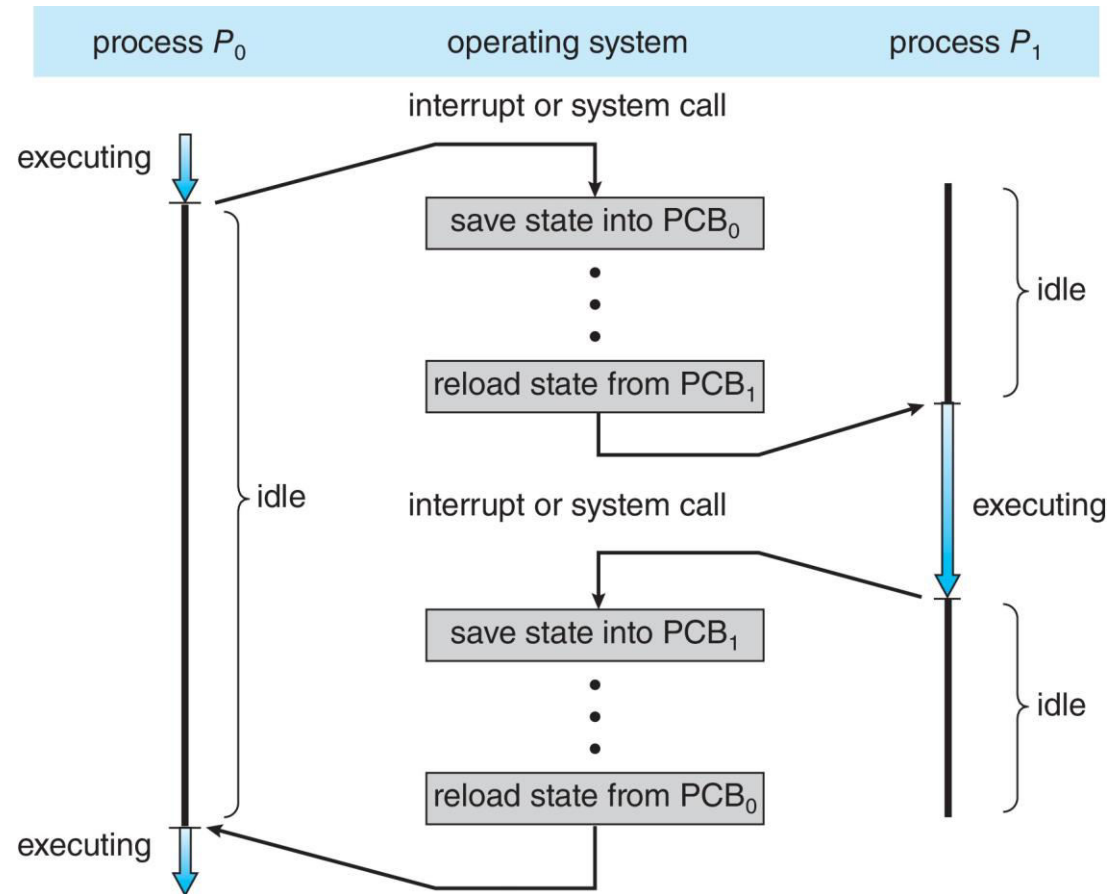 process P₀ operating system process P₁
interrupt or system call
executing
save state into PCB₀
idle
reload state from PCB₁
idle
interrupt or system call
executing
save state into PCB₁
idle
reload state from PCB₀
executing